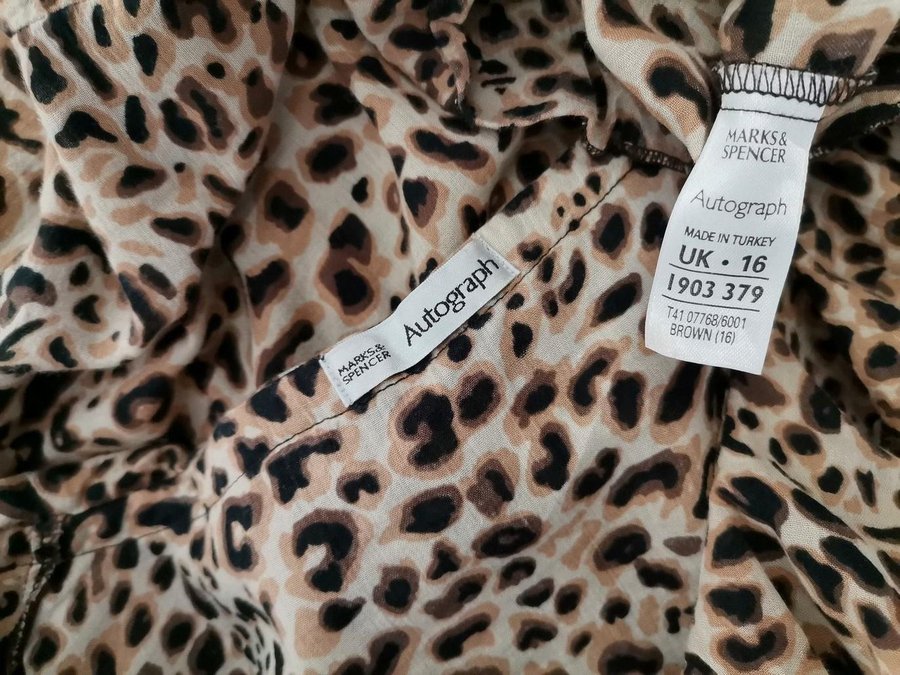 MARKS&
SPENCER
Autograph
MARKS&
SPENCER
Autograph
MADE IN TURKEY
UK • 16
1903 379
T41 07768/6001
BROWN (16)